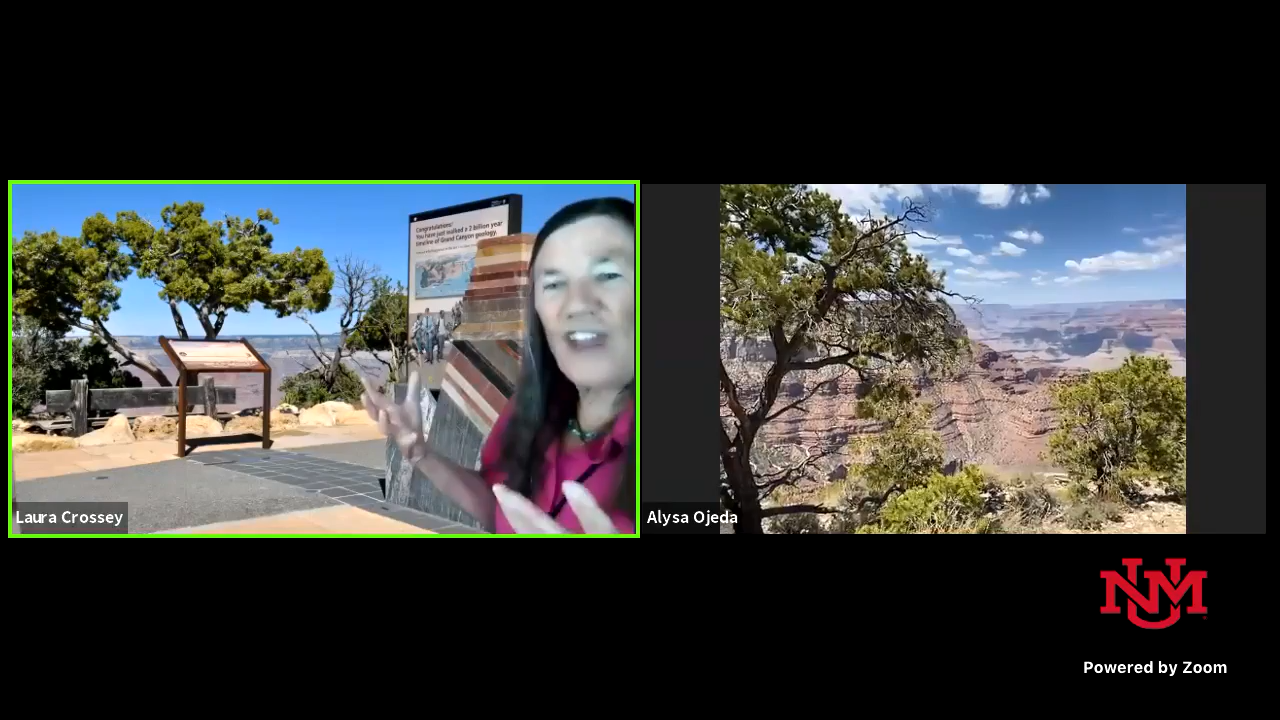 Congratulations!
You have just walked a 2 billion year
timeline of Grand Canyon geology.
Laura Crossey
Alysa Ojeda
UNM
Powered by Zoom